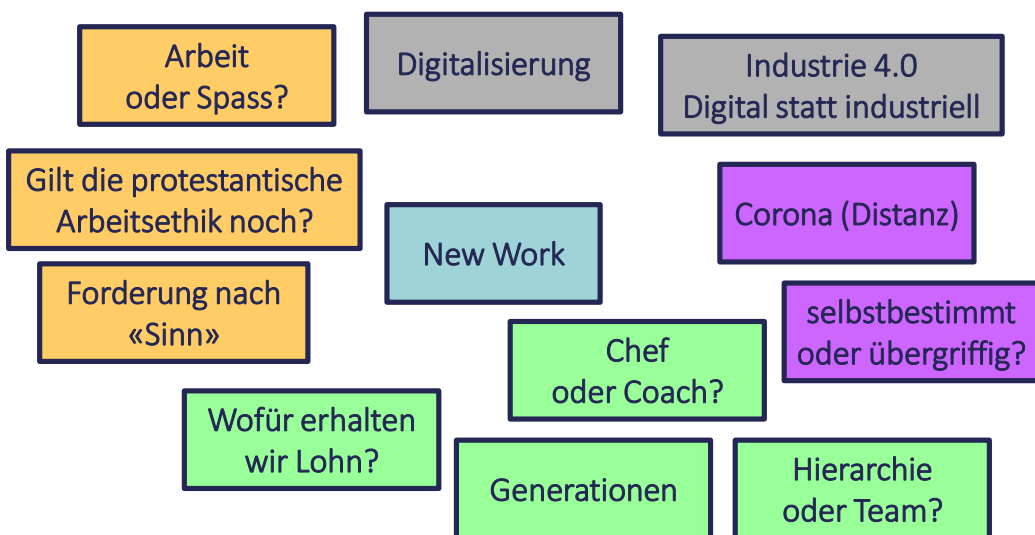 Arbeit
oder Spass?
Digitalisierung
Industrie 4.0
Digital statt industriell
Gilt die protestantische
Arbeitsethik noch?
New Work
Corona (Distanz)
Forderung nach
«Sinn»
selbstbestimmt
oder übergriffig?
Chef
oder Coach?
Wofür erhalten
wir Lohn?
Generationen
Hierarchie
oder Team?